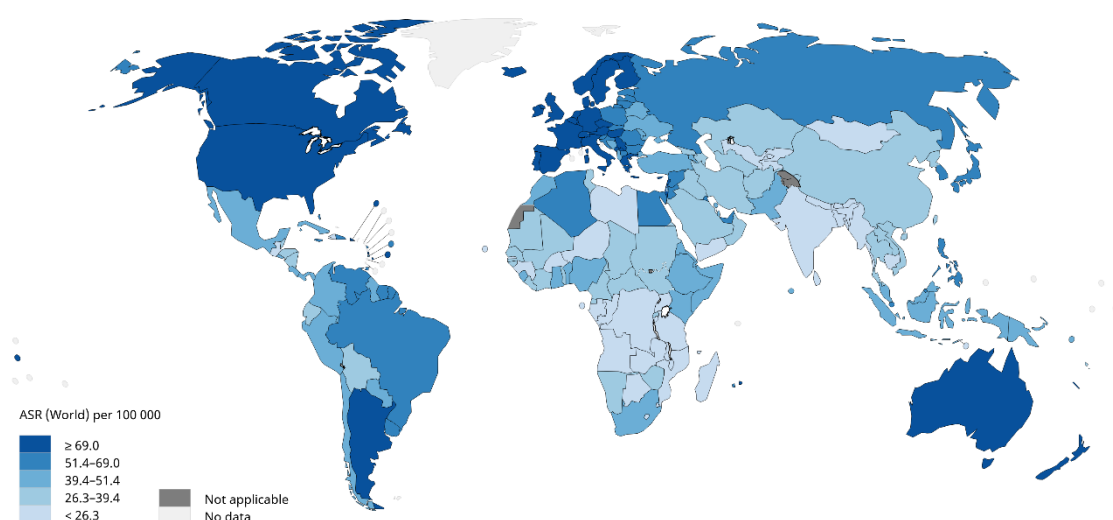 ASR (World) per 100 000
≥ 69.0
51.4–69.0
39.4–51.4
26.3–39.4
< 26.3
Not applicable
No data